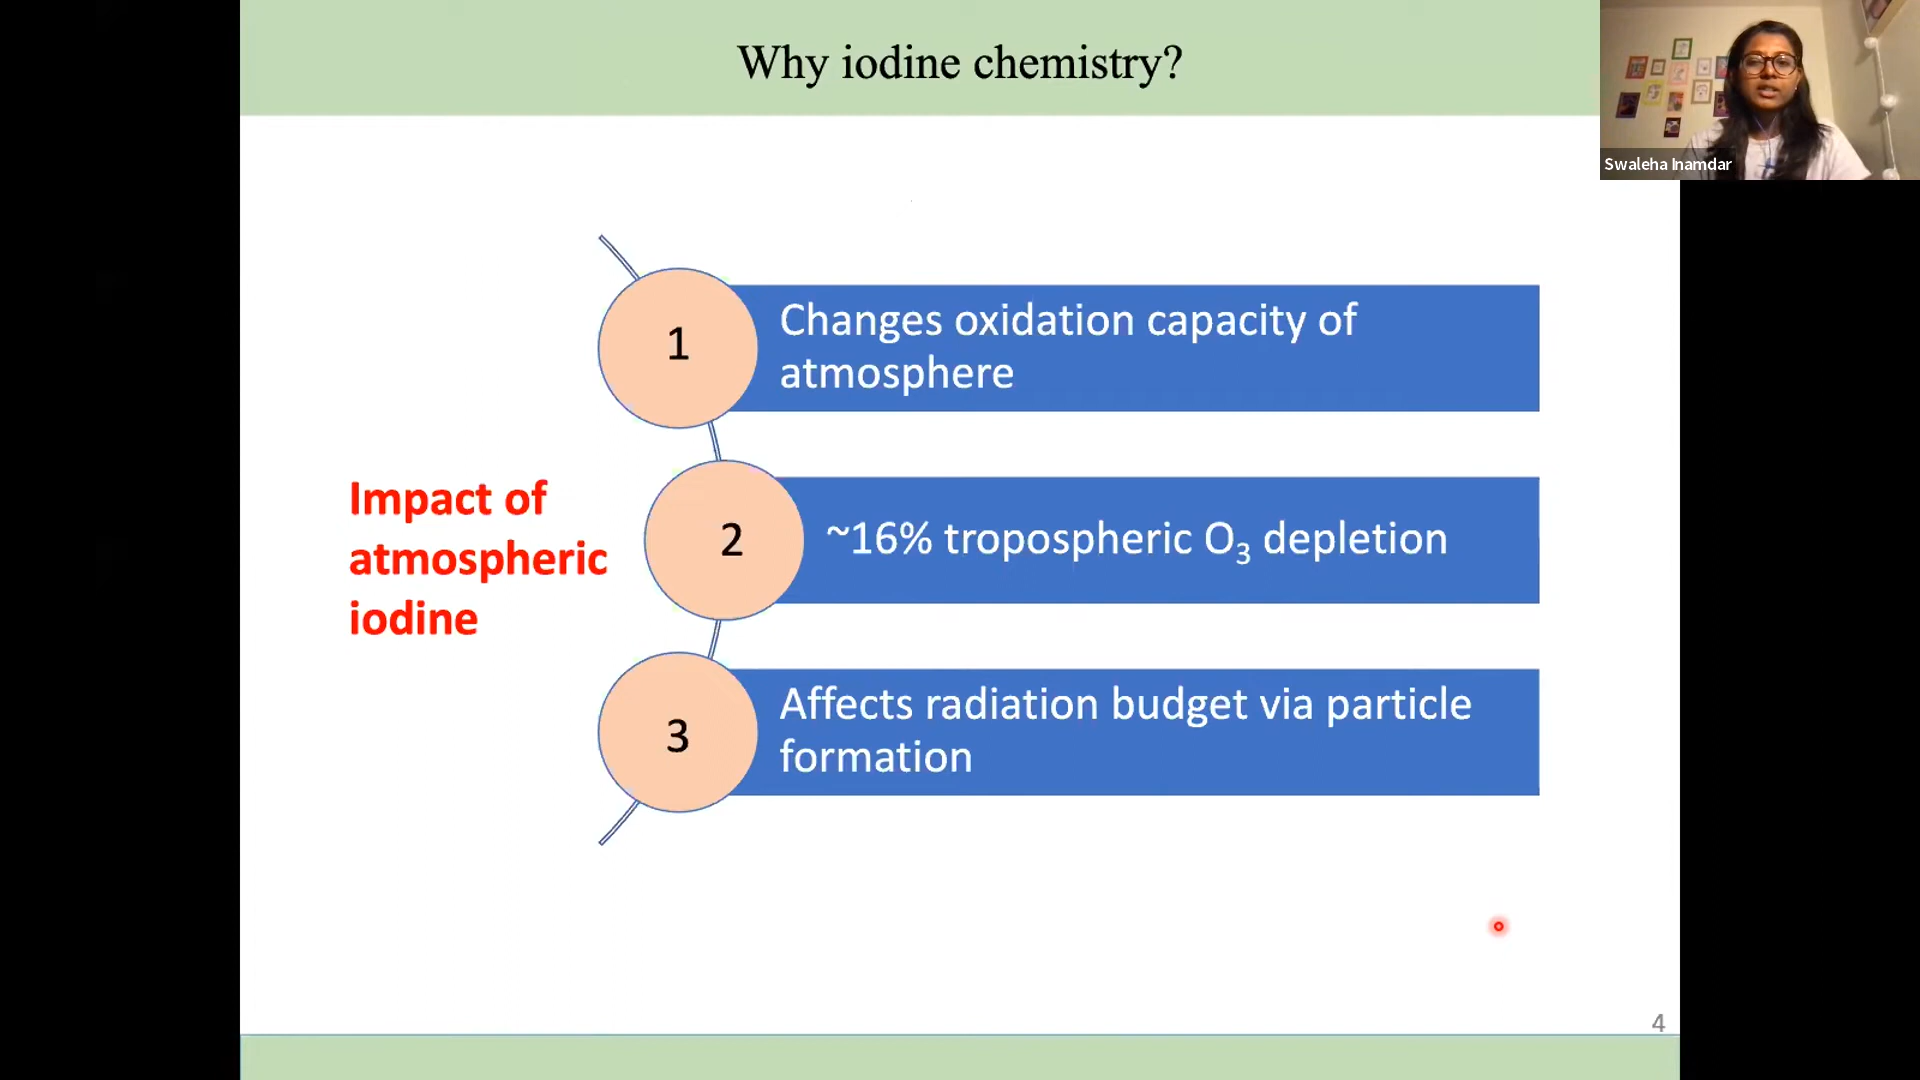 Why iodine chemistry?
Swaleha Inamdar
Impact of
atmospheric
iodine
1
Changes oxidation capacity of
atmosphere
2
~16% tropospheric O₃ depletion
3
Affects radiation budget via particle
formation
4